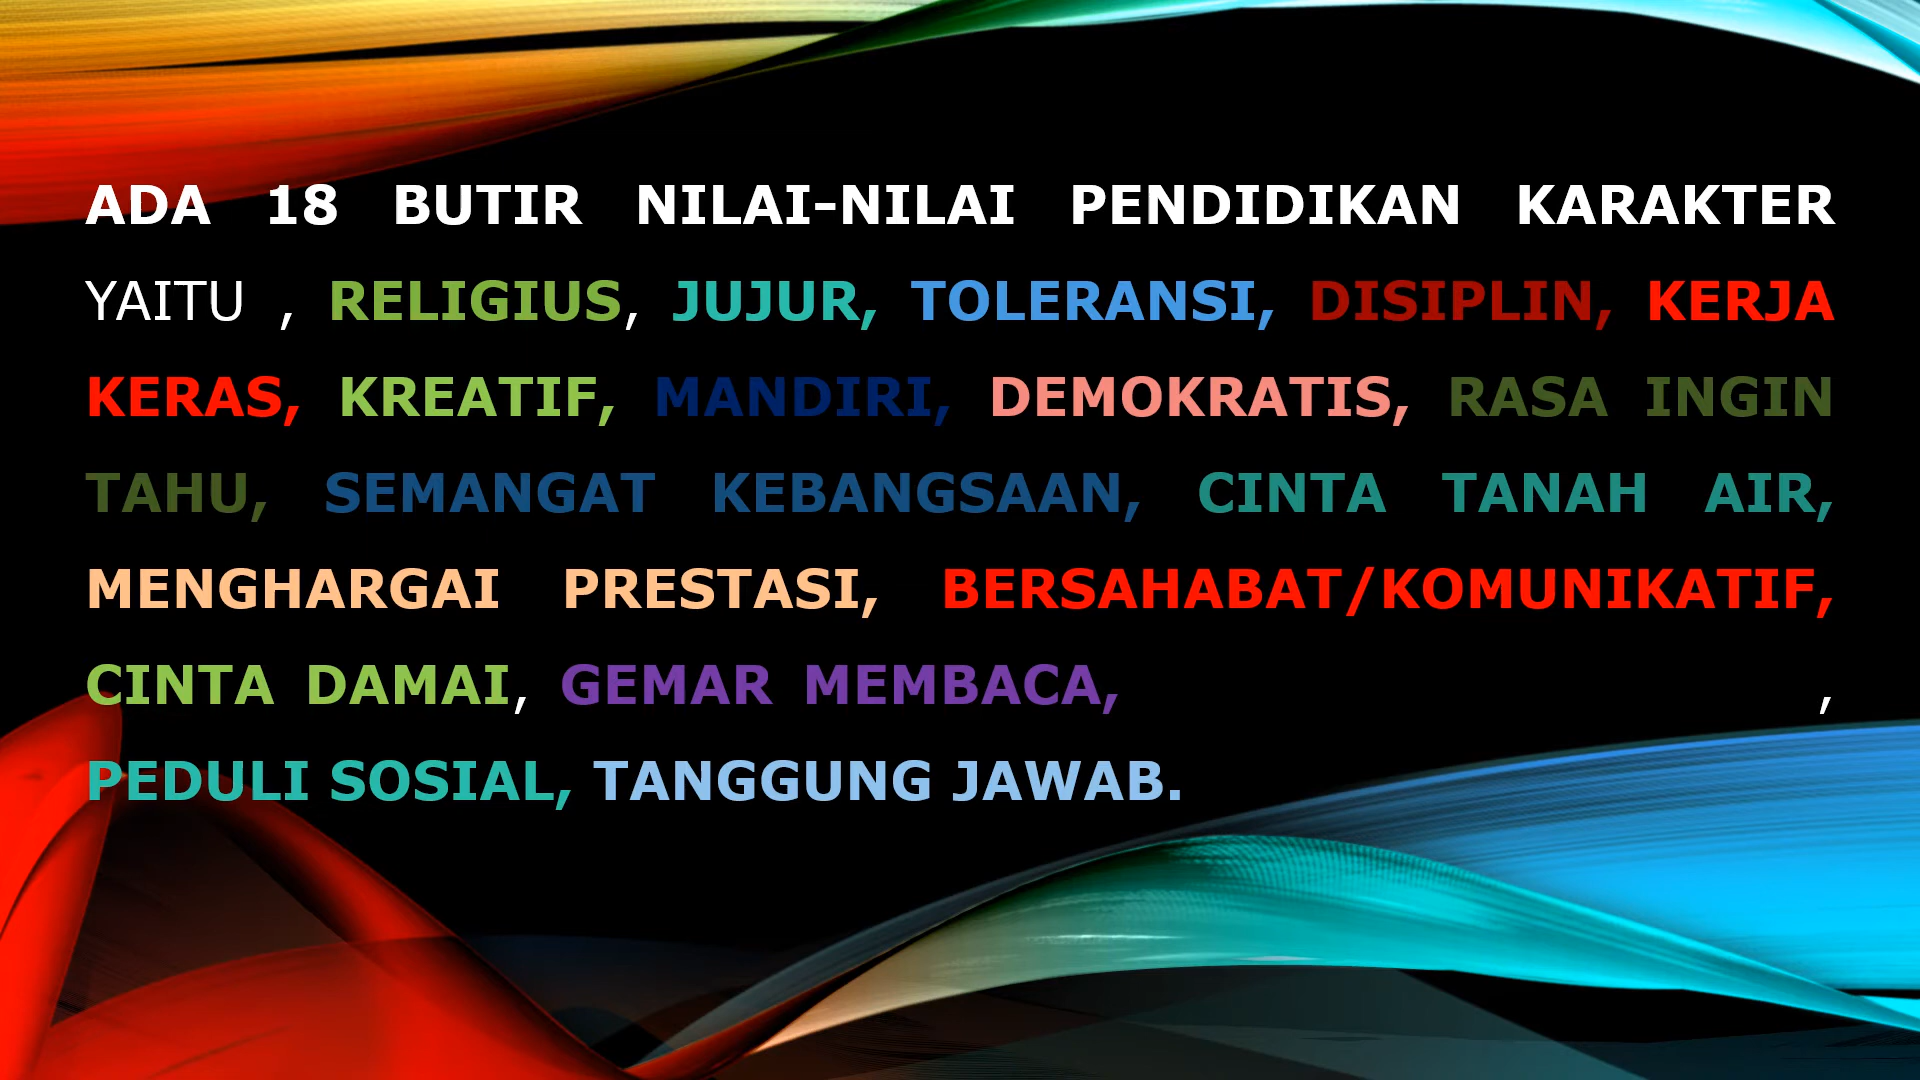 ADA 18 BUTIR NILAI-NILAI PENDIDIKAN KARAKTER
YAITU , RELIGIUS, JUJUR, TOLERANSI, DISIPLIN, KERJA
KERAS, KREATIF, MANDIRI, DEMOKRATIS, RASA INGIN
TAHU, SEMANGAT KEBANGSAAN, CINTA TANAH AIR,
MENGHARGAI PRESTASI, BERSAHABAT/KOMUNIKATIF,
CINTA DAMAI, GEMAR MEMBACA, ,
PEDULI SOSIAL, TANGGUNG JAWAB.